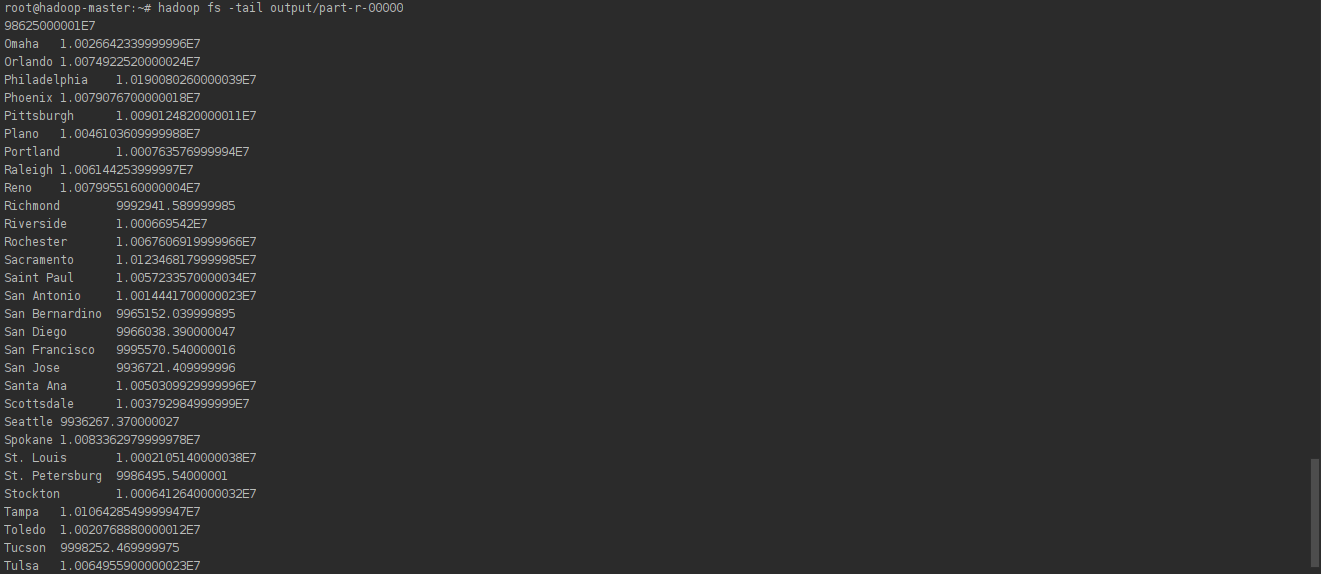 root@hadoop-master:~# hadoop fs -tail output/part-r-00000
98625000001E7
Omaha	1.0026642339999996E7
Orlando	1.0074922520000024E7
Philadelphia	1.0190080260000039E7
Phoenix	1.0079076700000018E7
Pittsburgh	1.0090124820000011E7
Plano	1.0046103609999988E7
Portland	1.000763576999994E7
Raleigh	1.006144253999997E7
Reno	1.0079955160000004E7
Richmond	9992941.589999985
Riverside	1.000669542E7
Rochester	1.0067606919999966E7
Sacramento	1.0123468179999985E7
Saint Paul	1.0057233570000034E7
San Antonio	1.0014441700000023E7
San Bernardino	9965152.039999895
San Diego	9966038.390000047
San Francisco	9995570.540000016
San Jose	9936721.409999996
Santa Ana	1.0050309929999996E7
Scottsdale	1.003792984999999E7
Seattle	9936267.370000027
Spokane	1.0083362979999978E7
St. Louis	1.0002105140000038E7
St. Petersburg	9986495.54000001
Stockton	1.0006412640000032E7
Tampa	1.0106428549999947E7
Toledo	1.0020768880000012E7
Tucson	9998252.469999975
Tulsa	1.0064955900000023E7